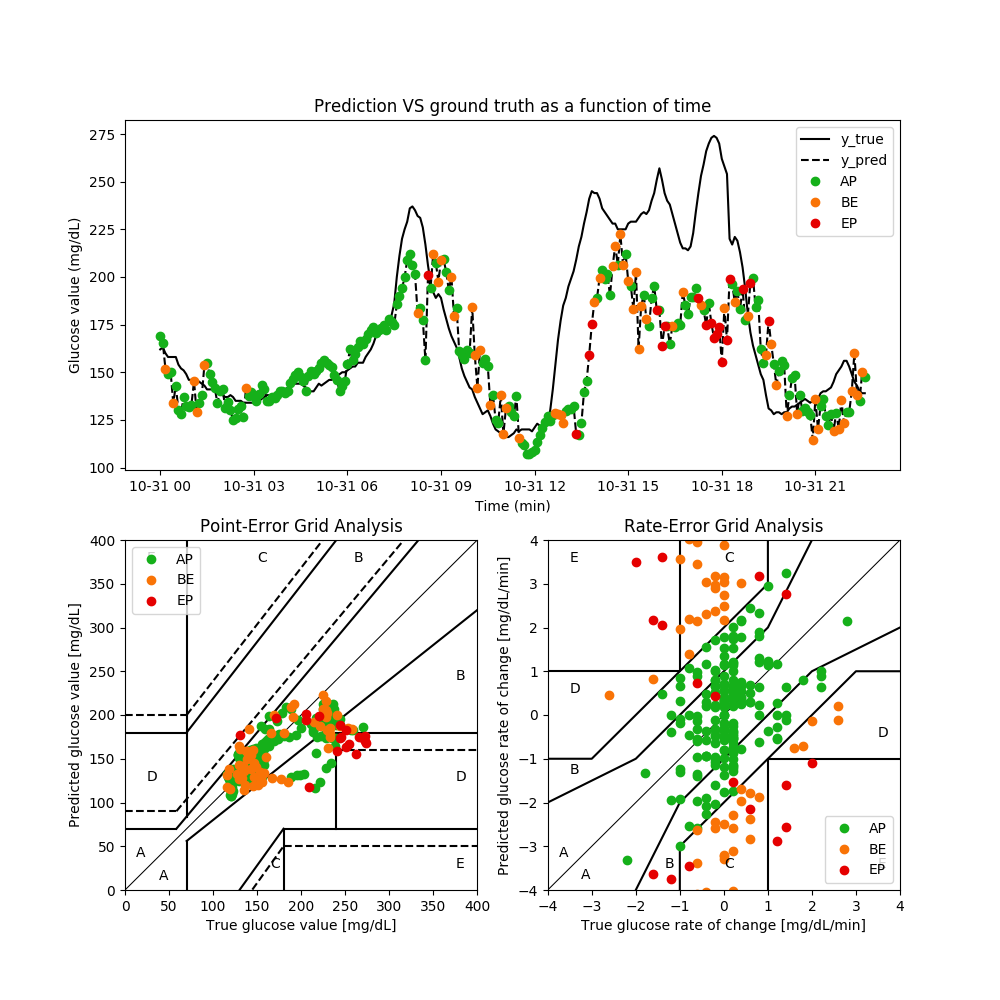 Prediction VS ground truth as a function of time
275
250
225
200
175
150
125
100
Glucose value (mg/dL)
y_true
y_pred
AP
BE
EP
10-31 00
10-31 03
10-31 06
10-31 09
10-31 12
10-31 15
10-31 18
10-31 21
Time (min)
Point-Error Grid Analysis
400
350
300
250
200
150
100
50
0
Predicted glucose value [mg/dL]
AP
BE
EP
C
B
B
D
D
A
A
C
E
0
50
100
150
200
250
300
350
400
True glucose value [mg/dL]
Rate-Error Grid Analysis
4
3
2
1
0
−1
−2
−3
−4
Predicted glucose rate of change [mg/dL/min]
E
C
D
D
B
A
A
B
C
AP
BE
EP
−4
−3
−2
−1
0
1
2
3
4
True glucose rate of change [mg/dL/min]